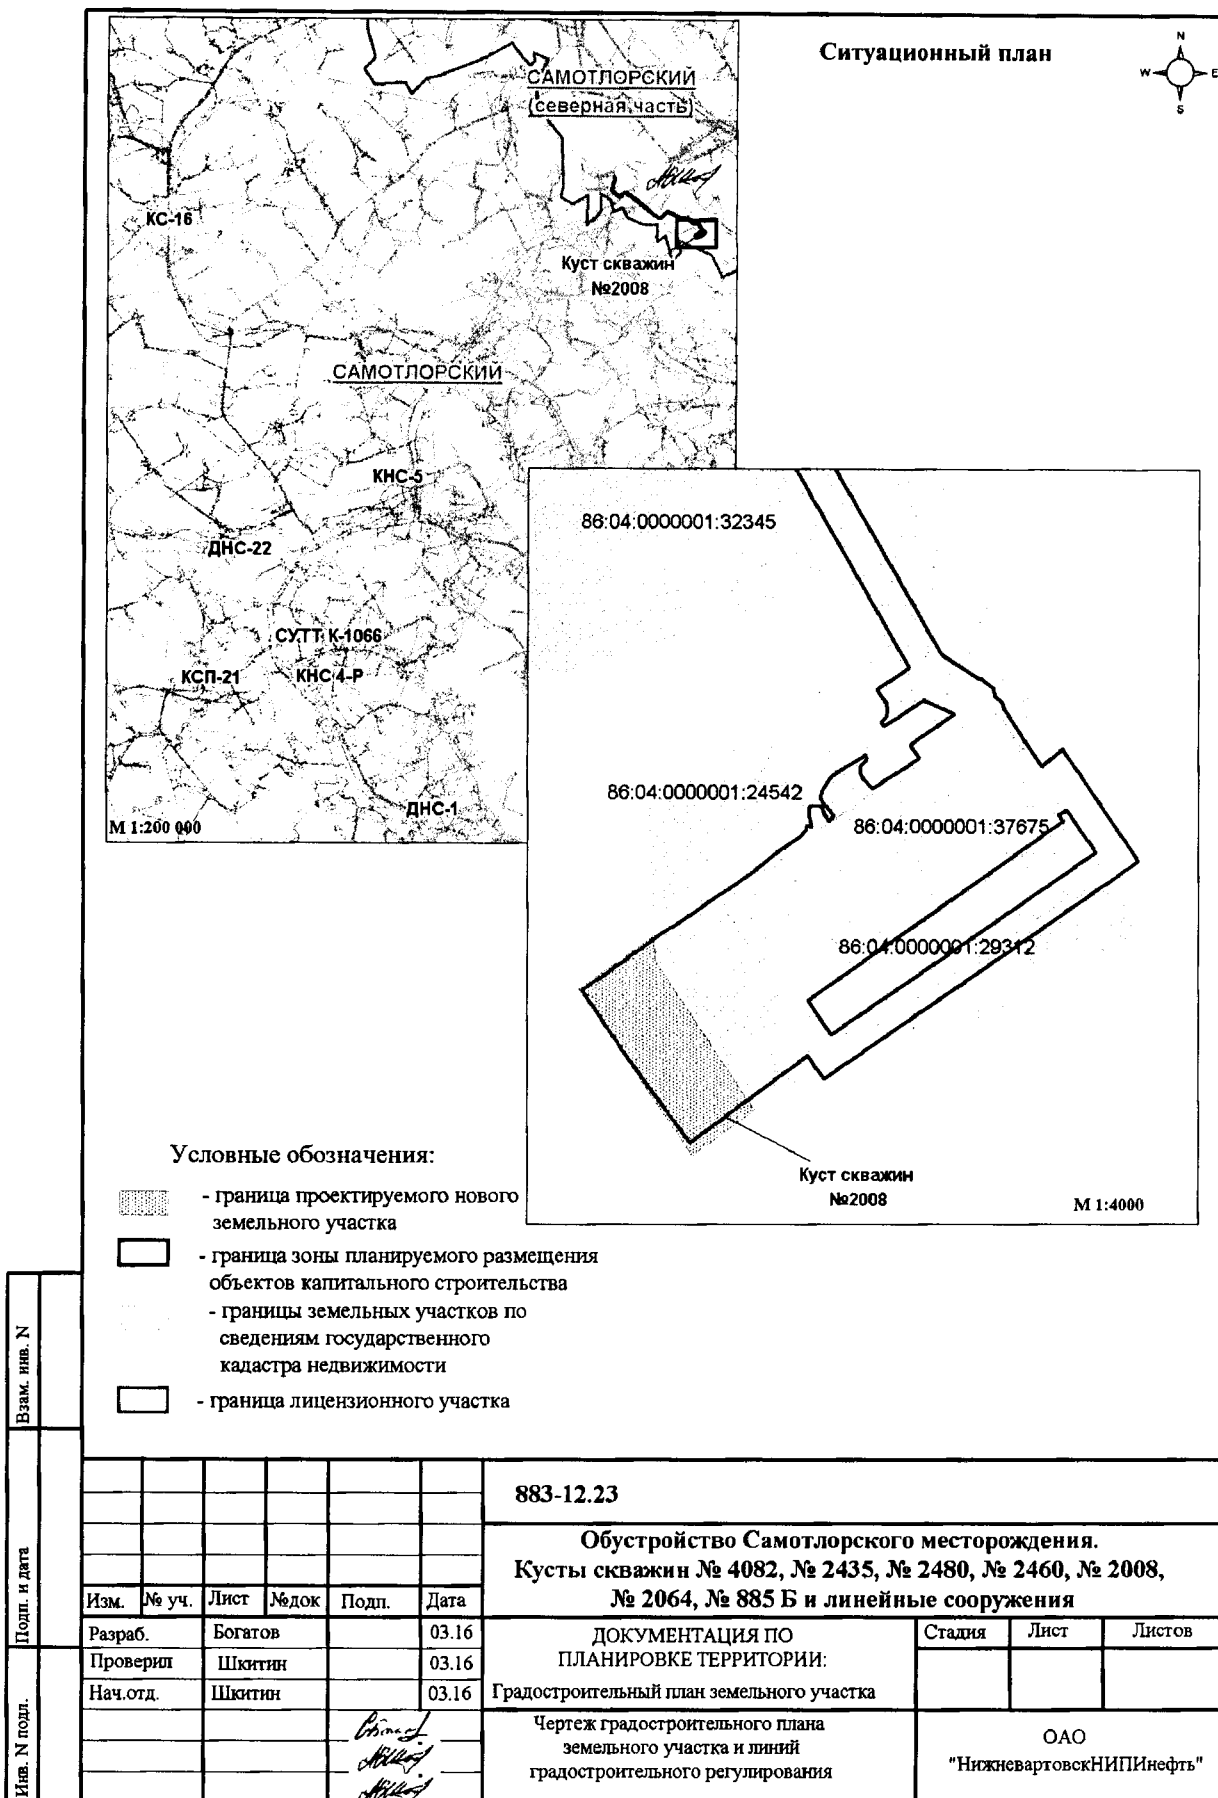 Ситуационный план
N
W
E
S
САМОТЛОРСКИЙ
(северная часть)
КС-16
Куст скважин
№2008
САМОТЛОРСКИЙ
КНС-5
ДНС-22
СУТТ К-1066
КСП-21
КНС 4-Р
ДНС-1
М 1:200 000
86:04:0000001:32345
86:04:0000001:24542
86:04:0000001:37675
86:04:0000001:29312
Куст скважин
№2008
М 1:4000
Условные обозначения:
- граница проектируемого нового
земельного участка
- граница зоны планируемого размещения
объектов капитального строительства
- границы земельных участков по
сведениям государственного
кадастра недвижимости
- граница лицензионного участка
Взам. инв. N
Подп. и дата
Инв. N подл.
883-12.23
Обустройство Самотлорского месторождения.
Кусты скважин № 4082, № 2435, № 2480, № 2460, № 2008,
№ 2064, № 885 Б и линейные сооружения
Изм. № уч. Лист №док Подп. Дата
Разраб. Богатов 03.16
Проверил Шкитин 03.16
Нач.отд. Шкитин 03.16
ДОКУМЕНТАЦИЯ ПО
ПЛАНИРОВКЕ ТЕРРИТОРИИ:
Градостроительный план земельного участка
Стадия Лист Листов
Чертеж градостроительного плана
земельного участка и линий
градостроительного регулирования
ОАО
"НижневартовскНИПИнефть"